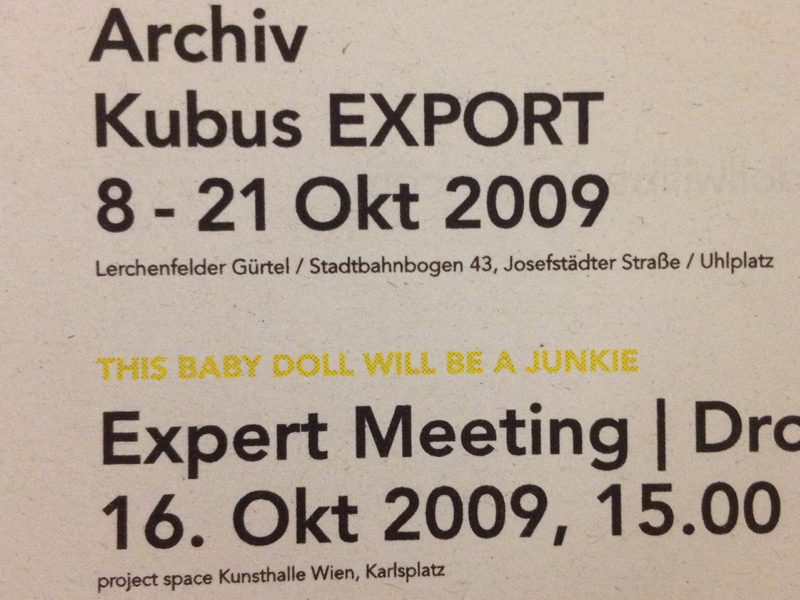 Archiv
Kubus EXPORT
8 - 21 Okt 2009
Lerchenfelder Gürtel / Stadtbahnbogen 43, Josefstädter Straße / Uhlplatz
THIS BABY DOLL WILL BE A JUNKIE
Expert Meeting | Dro
16. Okt 2009, 15.00
project space Kunsthalle Wien, Karlsplatz